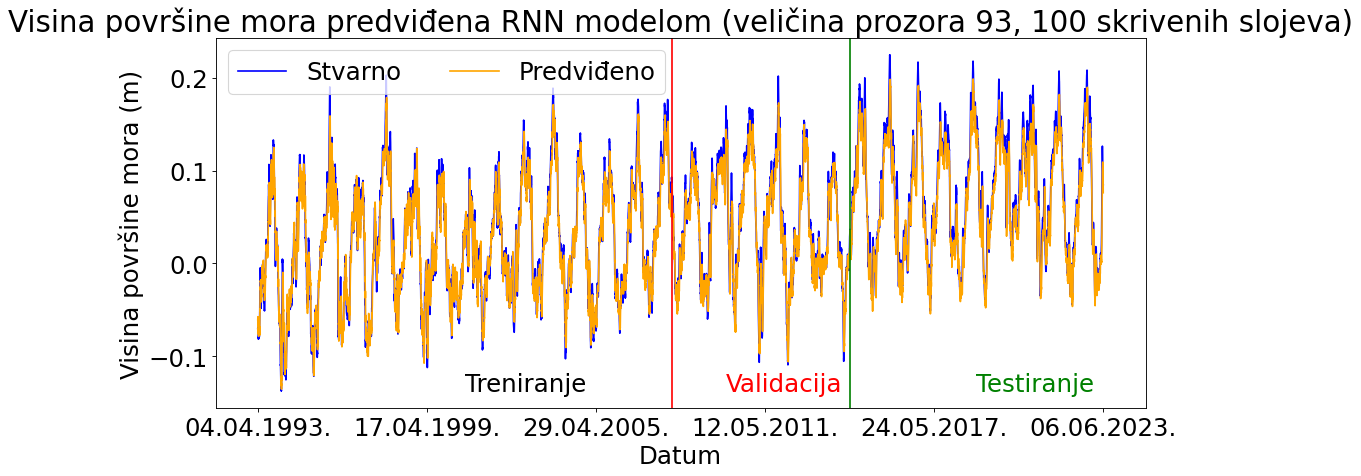 Visina površine mora predviđena RNN modelom (veličina prozora 93, 100 skrivenih slojeva)
Stvarno Predviđeno
Visina površine mora (m)
0.2
0.1
0.0
−0.1
Treniranje Validacija Testiranje
04.04.1993. 17.04.1999. 29.04.2005. 12.05.2011. 24.05.2017. 06.06.2023.
Datum